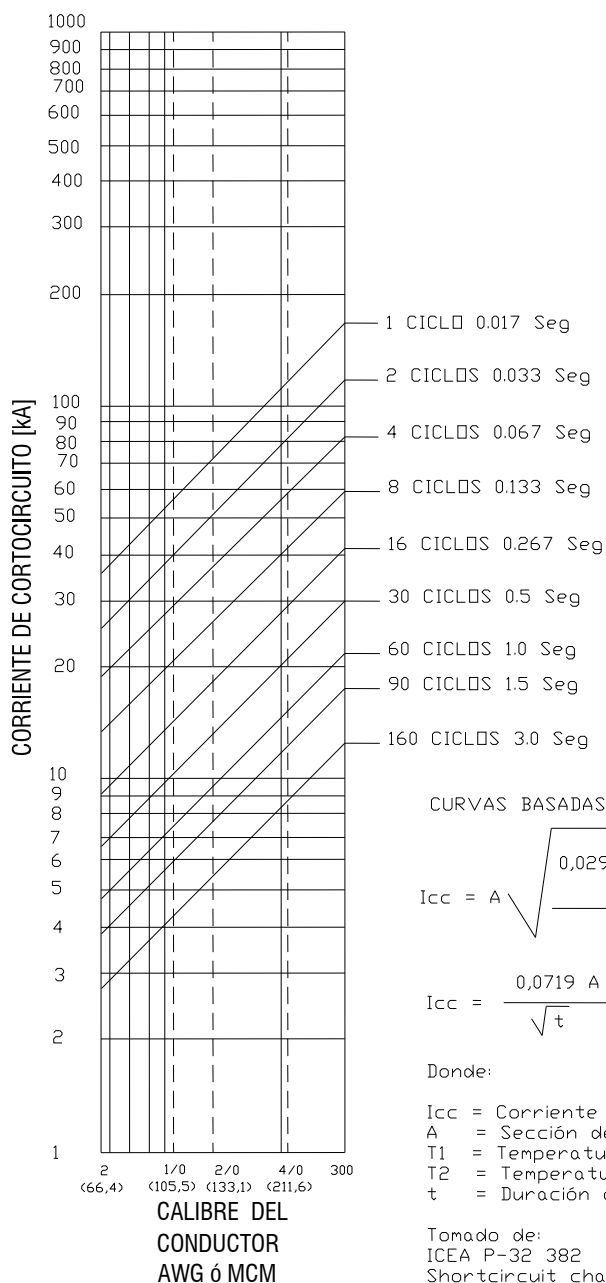 1000
900
800
700
600
500
400
300
200
100
90
80
70
60
50
40
30
20
10
9
8
7
6
5
4
3
2
1
CORRIENTE DE CORTOCIRCUITO [kA]
2 1/0 2/0 4/0 300
(66,4) (105,5) (133,1) (211,6)
CALIBRE DEL
CONDUCTOR
AWG ó MCM
1 CICLO 0.017 Seg
2 CICLOS 0.033 Seg
4 CICLOS 0.067 Seg
8 CICLOS 0.133 Seg
16 CICLOS 0.267 Seg
30 CICLOS 0.5 Seg
60 CICLOS 1.0 Seg
90 CICLOS 1.5 Seg
160 CICLOS 3.0 Seg
CURVAS BASADAS
Icc = A √ 0,029
Icc = 0,0719 A
√ t
Donde:
Icc = Corriente
A = Sección de
T1 = Temperatu
T2 = Temperatu
t = Duración
Tomado de:
ICEA P-32 382
Shortcircuit cha